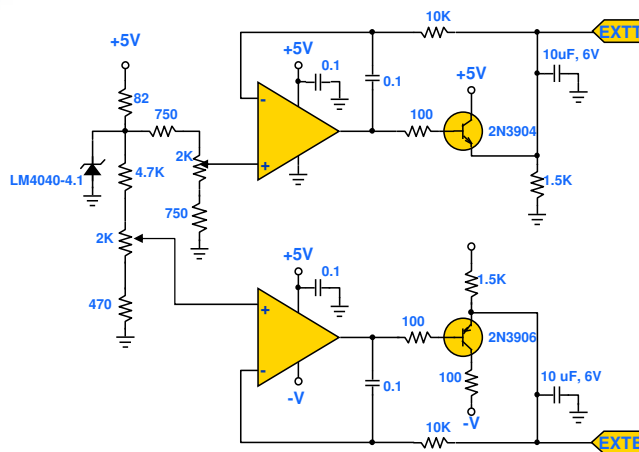 10K
EXTT
+5V
+5V
0.1
10uF, 6V
0.1
+5V
82
750
100
-
2N3904
2K
+
LM4040-4.1
4.7K
1.5K
750
2K
+5V
0.1
1.5K
470
+
100
2N3906
-
100
10 uF, 6V
0.1
-V
-V
10K
EXTB